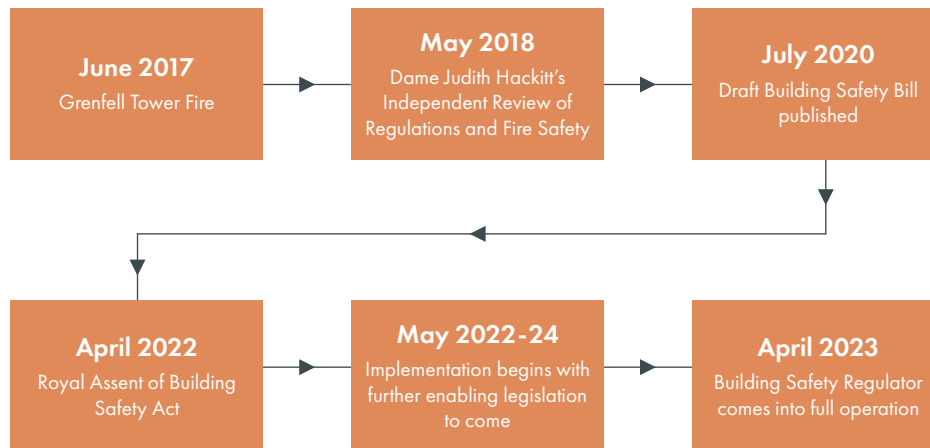 June 2017
Grenfell Tower Fire
May 2018
Dame Judith Hackitt's
Independent Review of
Regulations and Fire Safety
July 2020
Draft Building Safety Bill
published
April 2022
Royal Assent of Building
Safety Act
May 2022-24
Implementation begins with
further enabling legislation
to come
April 2023
Building Safety Regulator
comes into full operation